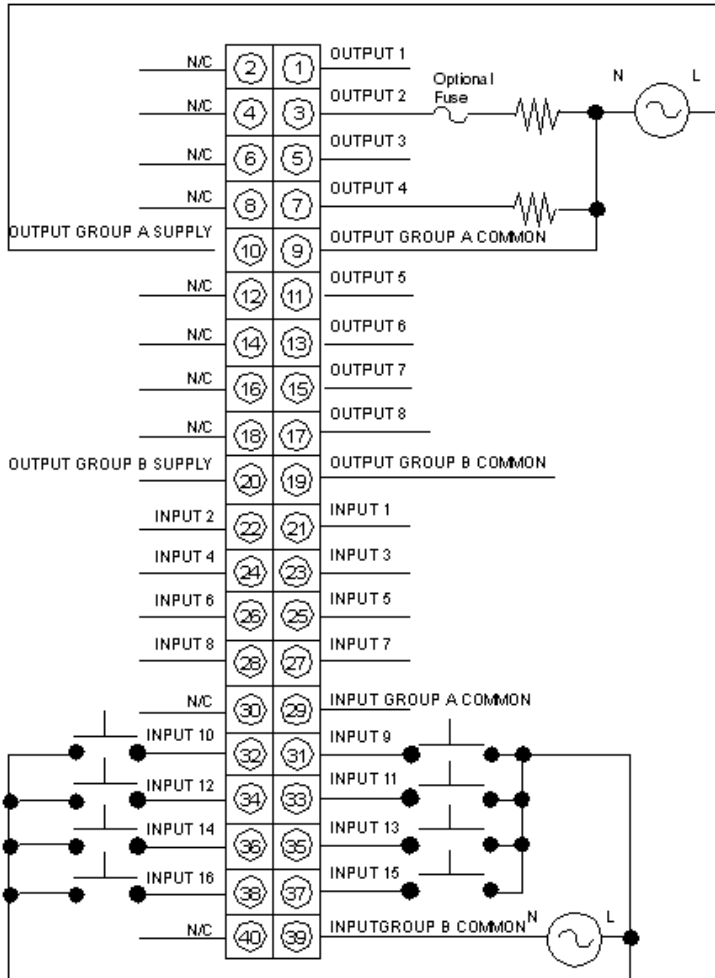 N/C 2 1 OUTPUT 1
Optional
Fuse
N L
N/C 4 3 OUTPUT 2
N/C 6 5 OUTPUT 3
N/C 8 7 OUTPUT 4
OUTPUT GROUP A SUPPLY 10 9 OUTPUT GROUP A COMMON
N/C 12 11 OUTPUT 5
N/C 14 13 OUTPUT 6
N/C 16 15 OUTPUT 7
N/C 18 17 OUTPUT 8
OUTPUT GROUP B SUPPLY 20 19 OUTPUT GROUP B COMMON
INPUT 2 22 21 INPUT 1
INPUT 4 24 23 INPUT 3
INPUT 6 26 25 INPUT 5
INPUT 8 28 27 INPUT 7
N/C 30 29 INPUT GROUP A COMMON
INPUT 10 32 31 INPUT 9
INPUT 12 34 33 INPUT 11
INPUT 14 36 35 INPUT 13
INPUT 16 38 37 INPUT 15
N/C 40 39 INPUTGROUP B COMMON N L